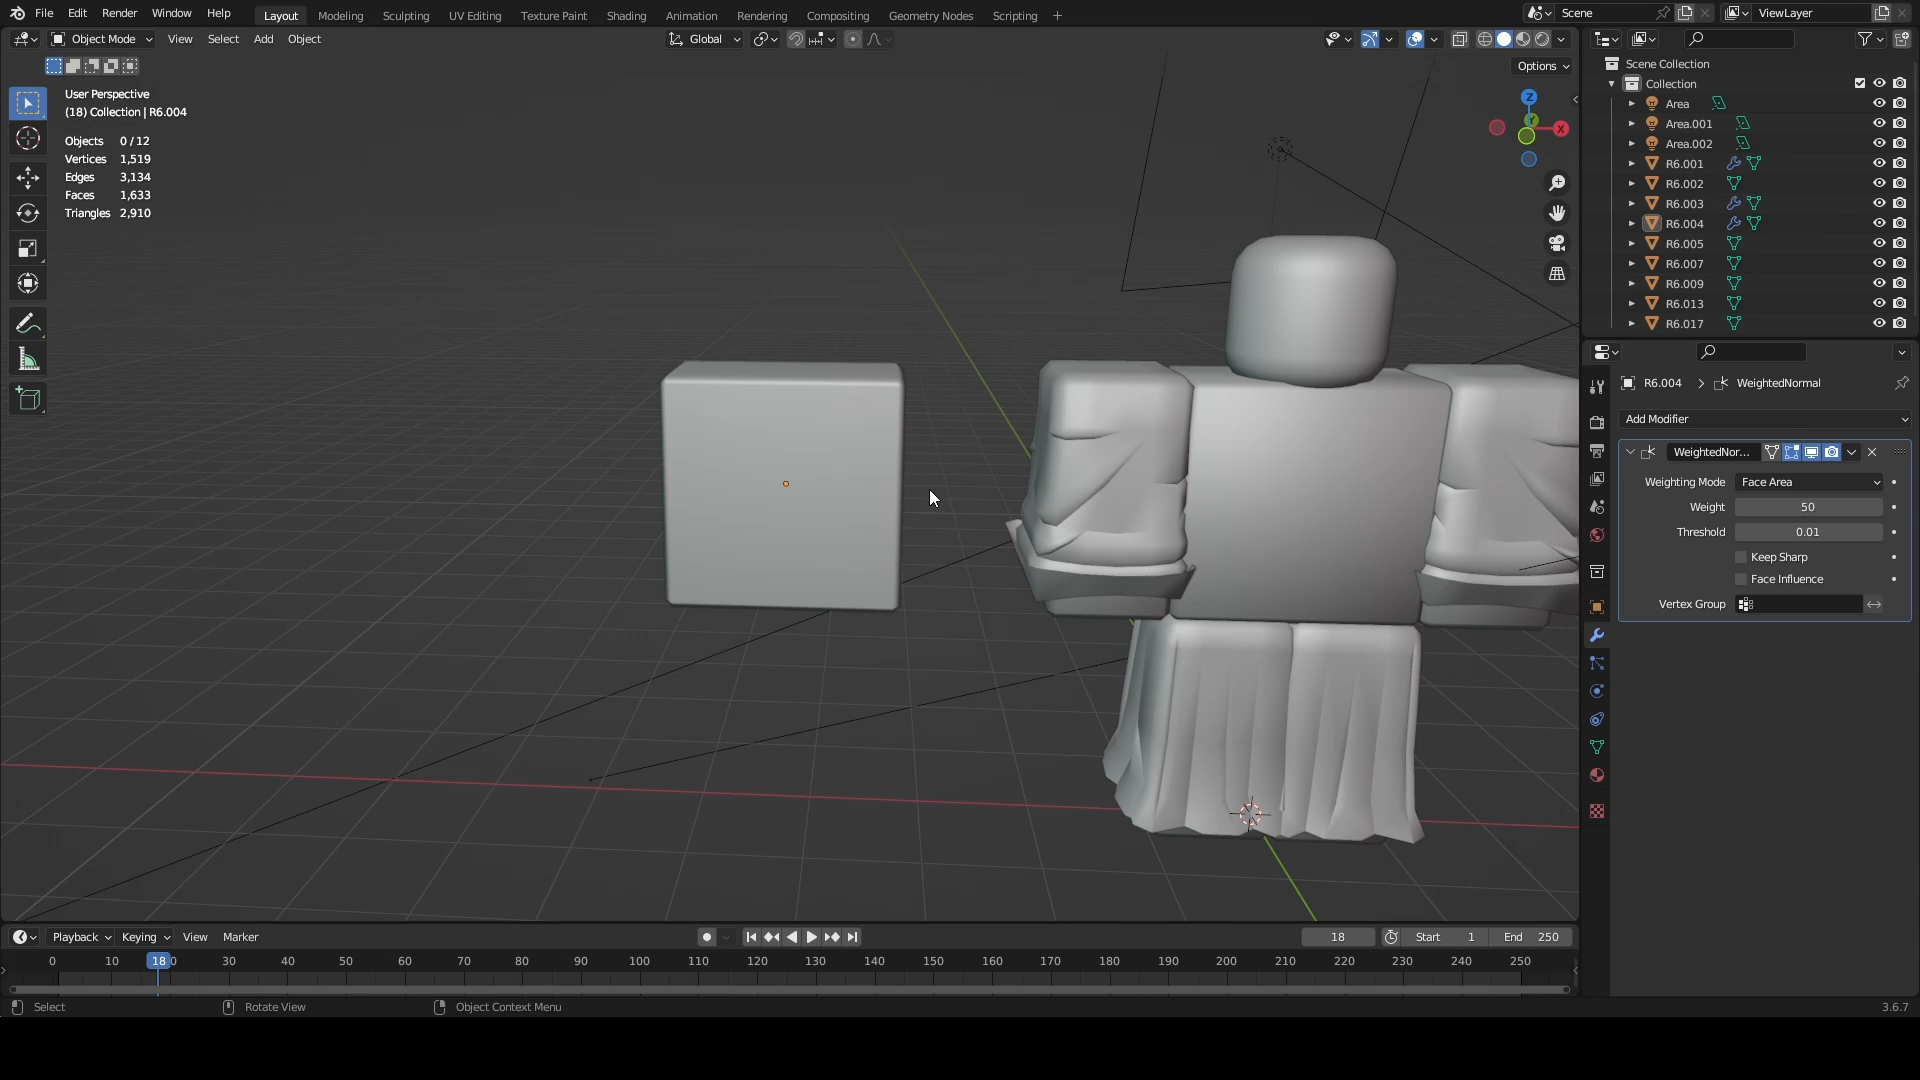 File Edit Render Window Help Layout Modeling Sculpting UV Editing Texture Paint Shading Animation Rendering Compositing Geometry Nodes Scripting + Scene ViewLayer
Object Mode View Select Add Object Global
Options
User Perspective
(18) Collection | R6.004
Objects 0 / 12
Vertices 1,519
Edges 3,134
Faces 1,633
Triangles 2,910
Z
Y
X
Scene Collection
Collection
Area
Area.001
Area.002
R6.001
R6.002
R6.003
R6.004
R6.005
R6.007
R6.009
R6.013
R6.017
R6.004 > WeightedNormal
Add Modifier
WeightedNor...
Weighting Mode Face Area
Weight 50
Threshold 0.01
Keep Sharp
Face Influence
Vertex Group
Playback Keying View Marker 18 Start 1 End 250
0 10 18 0 30 40 50 60 70 80 90 100 110 120 130 140 150 160 170 180 190 200 210 220 230 240 250
Select Rotate View Object Context Menu 3.6.7